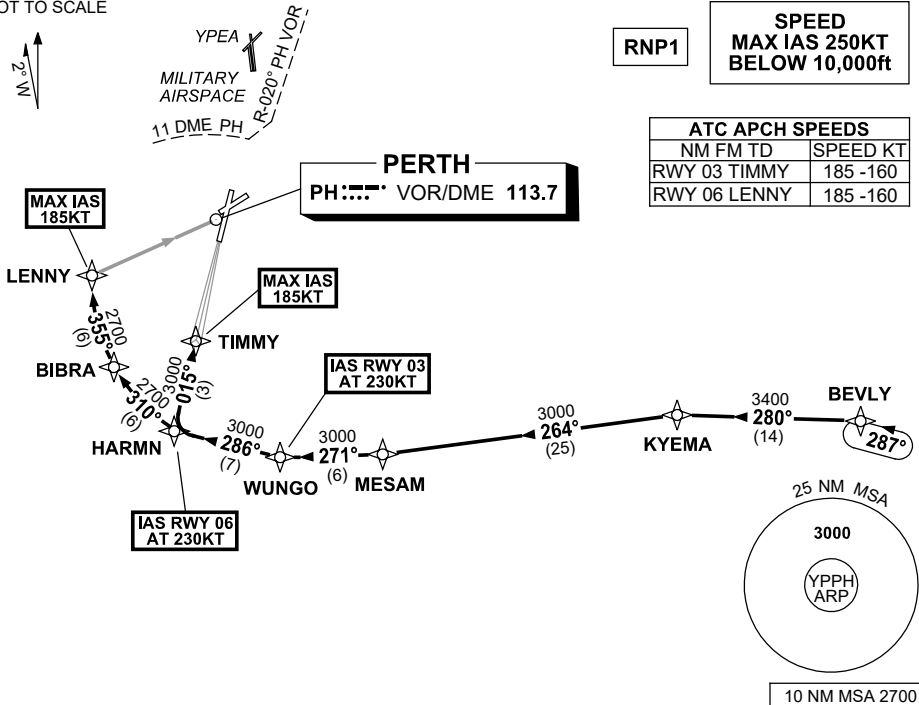 OT TO SCALE
2° W
YPEA
MILITARY
AIRSPACE
11 DME PH
R-020° PH VOR
RNP1
SPEED
MAX IAS 250KT
BELOW 10,000ft
ATC APCH SPEEDS
NM FM TD SPEED KT
RWY 03 TIMMY 185 -160
RWY 06 LENNY 185 -160
PERTH
PH VOR/DME 113.7
MAX IAS
185KT
LENNY
MAX IAS
185KT
TIMMY
2700
355°
(6)
BIBRA
2700
310°
(6)
3000
015°
(3)
HARMN
IAS RWY 03
AT 230KT
3000
286°
(7)
WUNGO
3000
271°
(6)
MESAM
3000
264°
(25)
KYEMA
3400
280°
(14)
BEVLY
287°
IAS RWY 06
AT 230KT
25 NM MSA
3000
YPPH
ARP
10 NM MSA 2700